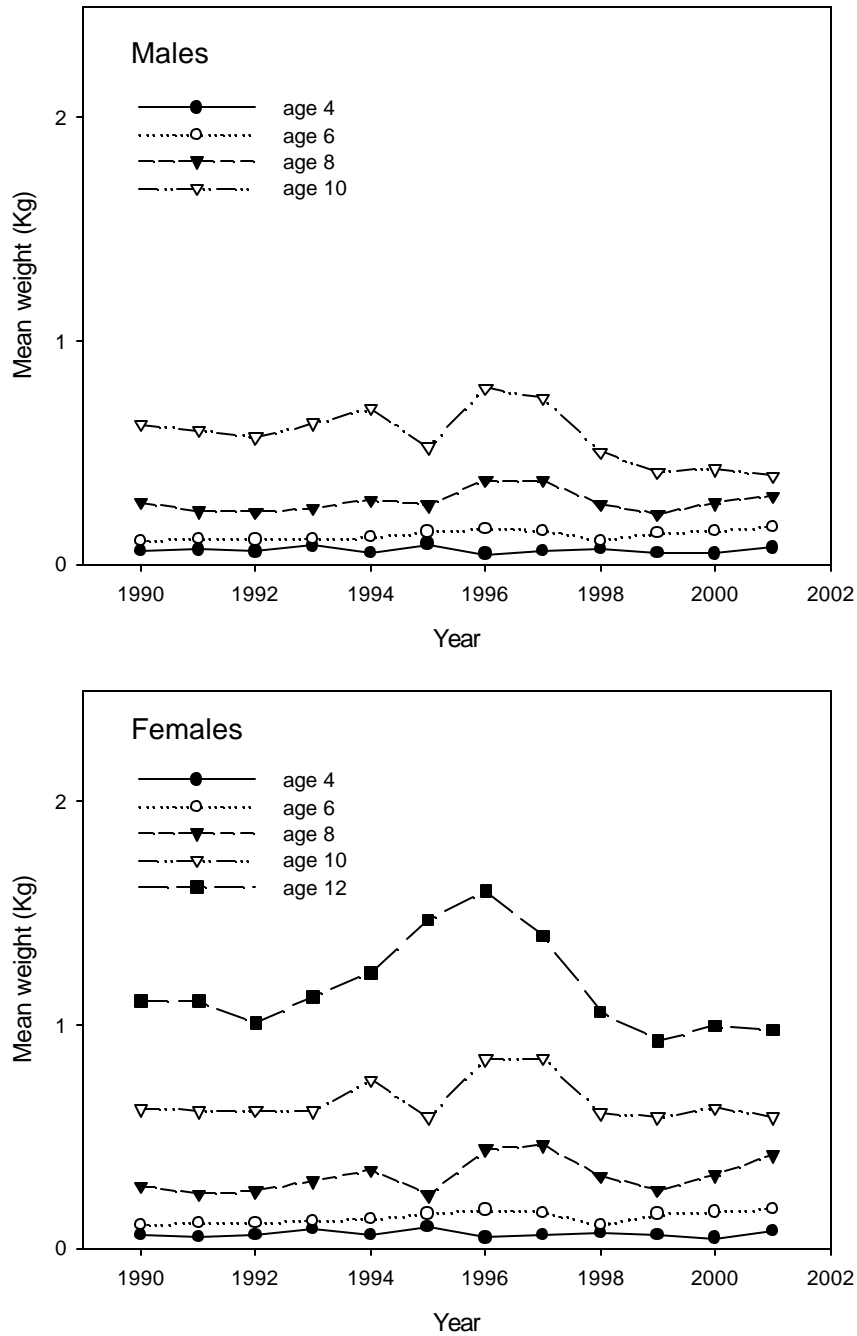 Males
age 4
age 6
age 8
age 10
2
1
0
Mean weight (Kg)
1990 1992 1994 1996 1998 2000 2002
Year
Females
age 4
age 6
age 8
age 10
age 12
2
1
0
Mean weight (Kg)
1990 1992 1994 1996 1998 2000 2002
Year